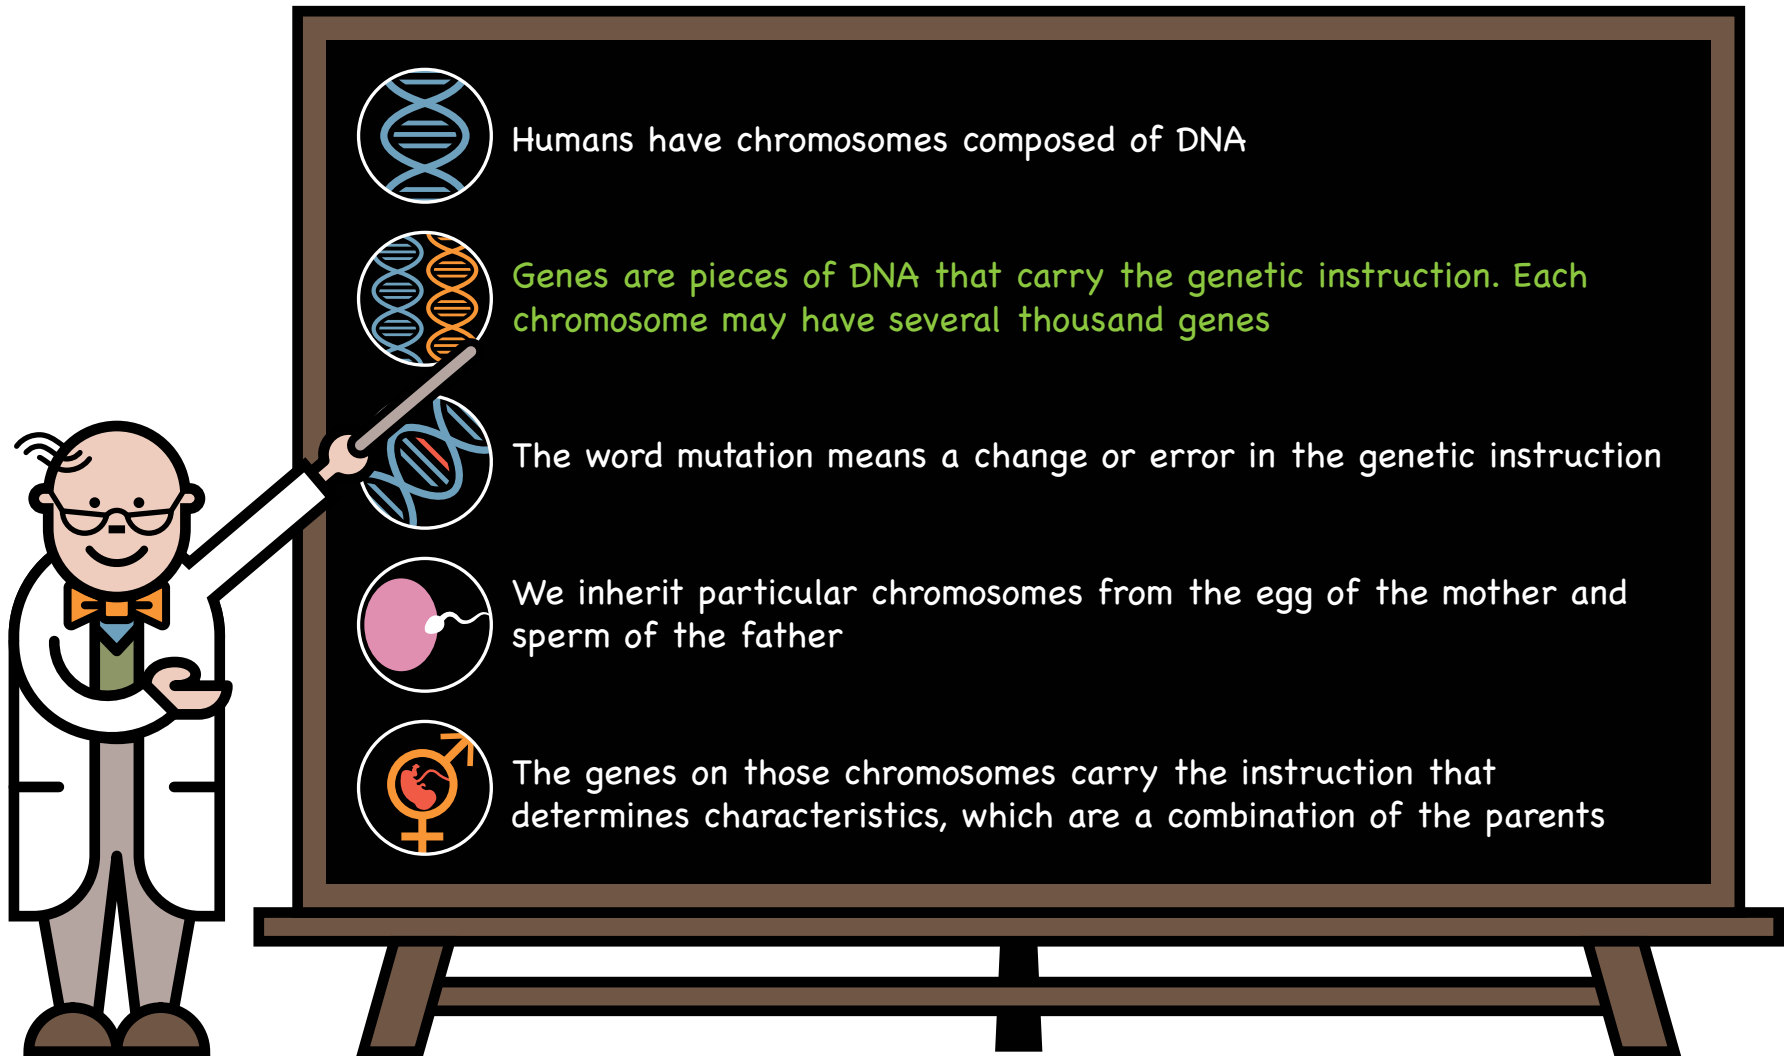 Humans have chromosomes composed of DNA
Genes are pieces of DNA that carry the genetic instruction. Each
chromosome may have several thousand genes
The word mutation means a change or error in the genetic instruction
We inherit particular chromosomes from the egg of the mother and
sperm of the father
The genes on those chromosomes carry the instruction that
determines characteristics, which are a combination of the parents